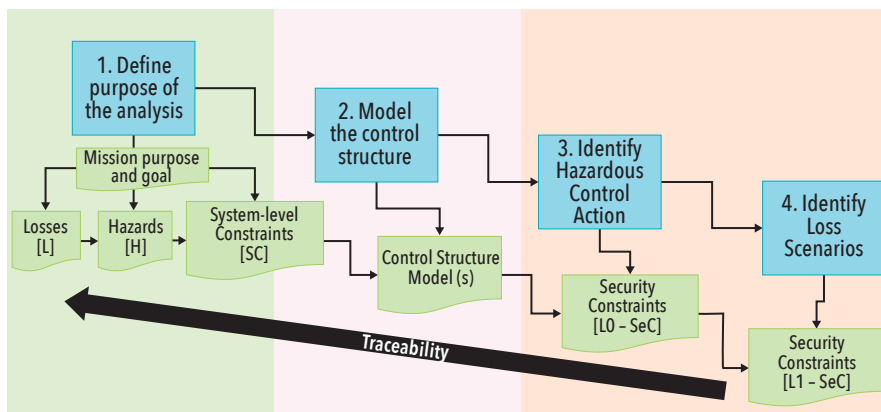 1. Define
purpose of
the analysis
2. Model
the control
structure
3. Identify
Hazardous
Control
Action
4. Identify
Loss
Scenarios
Mission purpose
and goal
Losses
[L]
Hazards
[H]
System-level
Constraints
[SC]
Control Structure
Model (s)
Security
Constraints
[L0 – SeC]
Security
Constraints
[L1 – SeC]
Traceability